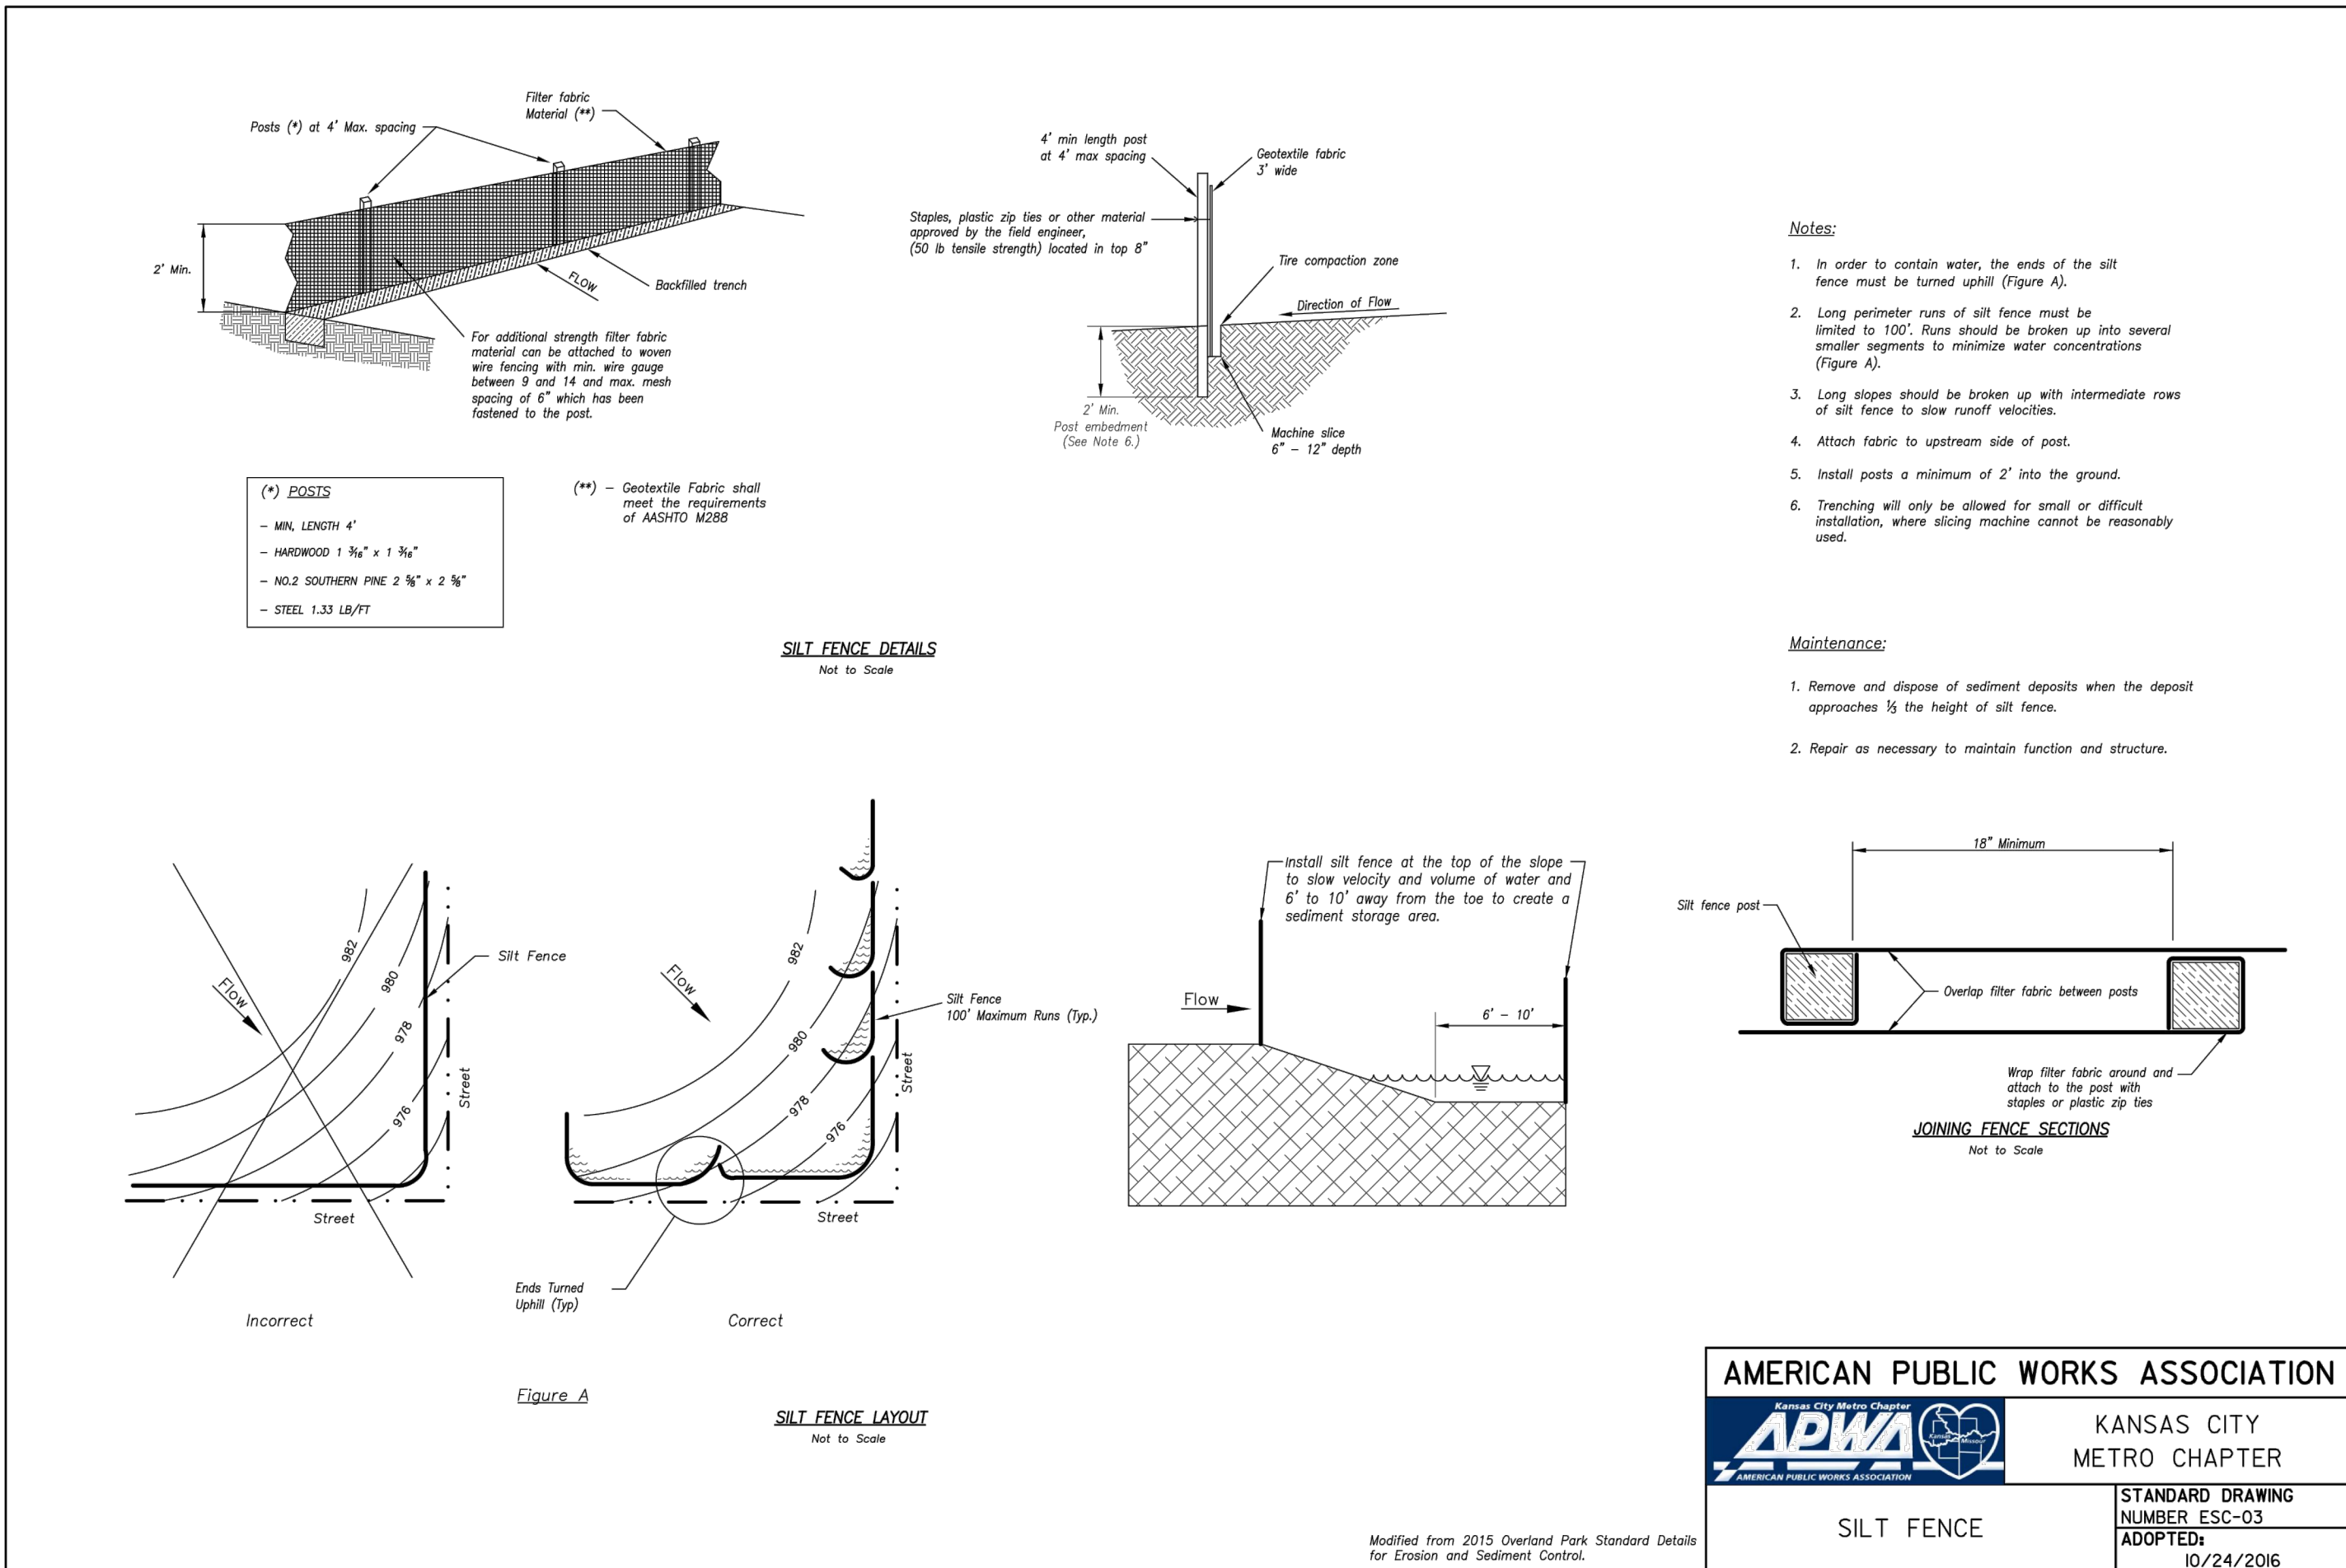 Filter fabric
Material (**)
Posts (*) at 4' Max. spacing
2' Min.
FLOW
Backfilled trench
For additional strength filter fabric
material can be attached to woven
wire fencing with min. wire gauge
between 9 and 14 and max. mesh
spacing of 6" which has been
fastened to the post.
(*) POSTS
- MIN, LENGTH 4'
- HARDWOOD 1 3/16" x 1 3/16"
- NO.2 SOUTHERN PINE 2 5/8" x 2 5/8"
- STEEL 1.33 LB/FT
(**) - Geotextile Fabric shall
meet the requirements
of AASHTO M288
4' min length post
at 4' max spacing
Geotextile fabric
3' wide
Staples, plastic zip ties or other material
approved by the field engineer,
(50 lb tensile strength) located in top 8"
Tire compaction zone
Direction of Flow
2' Min.
Post embedment
(See Note 6.)
Machine slice
6" - 12" depth
SILT FENCE DETAILS
Not to Scale
Notes:
1. In order to contain water, the ends of the silt
fence must be turned uphill (Figure A).
2. Long perimeter runs of silt fence must be
limited to 100'. Runs should be broken up into several
smaller segments to minimize water concentrations
(Figure A).
3. Long slopes should be broken up with intermediate rows
of silt fence to slow runoff velocities.
4. Attach fabric to upstream side of post.
5. Install posts a minimum of 2' into the ground.
6. Trenching will only be allowed for small or difficult
installation, where slicing machine cannot be reasonably
used.
Maintenance:
1. Remove and dispose of sediment deposits when the deposit
approaches 1/3 the height of silt fence.
2. Repair as necessary to maintain function and structure.
982
980
978
976
Flow
Silt Fence
Street
Street
Incorrect
982
980
978
976
Flow
Silt Fence
100' Maximum Runs (Typ.)
Street
Street
Ends Turned
Uphill (Typ)
Correct
Figure A
SILT FENCE LAYOUT
Not to Scale
Install silt fence at the top of the slope
to slow velocity and volume of water and
6' to 10' away from the toe to create a
sediment storage area.
Flow
6' - 10'
18" Minimum
Silt fence post
Overlap filter fabric between posts
Wrap filter fabric around and
attach to the post with
staples or plastic zip ties
JOINING FENCE SECTIONS
Not to Scale
Modified from 2015 Overland Park Standard Details
for Erosion and Sediment Control.
AMERICAN PUBLIC WORKS ASSOCIATION
Kansas City Metro Chapter
APWA
Kansas
Missouri
AMERICAN PUBLIC WORKS ASSOCIATION
KANSAS CITY
METRO CHAPTER
SILT FENCE
STANDARD DRAWING
NUMBER ESC-03
ADOPTED:
10/24/2016